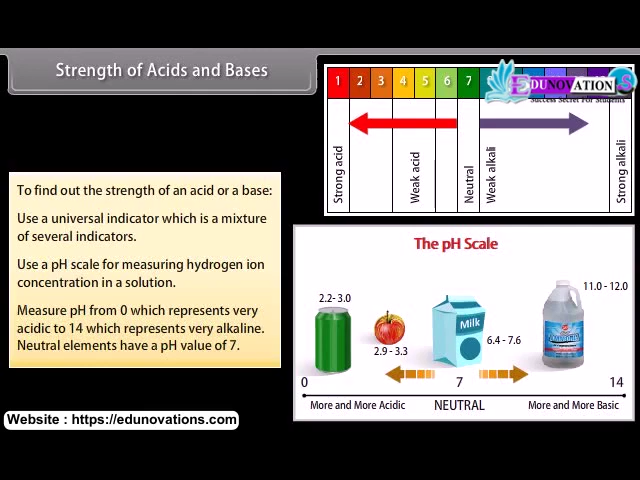 Strength of Acids and Bases
1 2 3 4 5 6 7
EDUNOVATIONS
Success Secret For Students
Strong acid
Weak acid
Neutral
Weak alkali
Strong alkali
To find out the strength of an acid or a base:
Use a universal indicator which is a mixture
of several indicators.
Use a pH scale for measuring hydrogen ion
concentration in a solution.
Measure pH from 0 which represents very
acidic to 14 which represents very alkaline.
Neutral elements have a pH value of 7.
The pH Scale
2.2- 3.0
2.9 - 3.3
Milk
6.4 - 7.6
11.0 - 12.0
0 7 14
More and More Acidic NEUTRAL More and More Basic
Website : https://edunovations.com